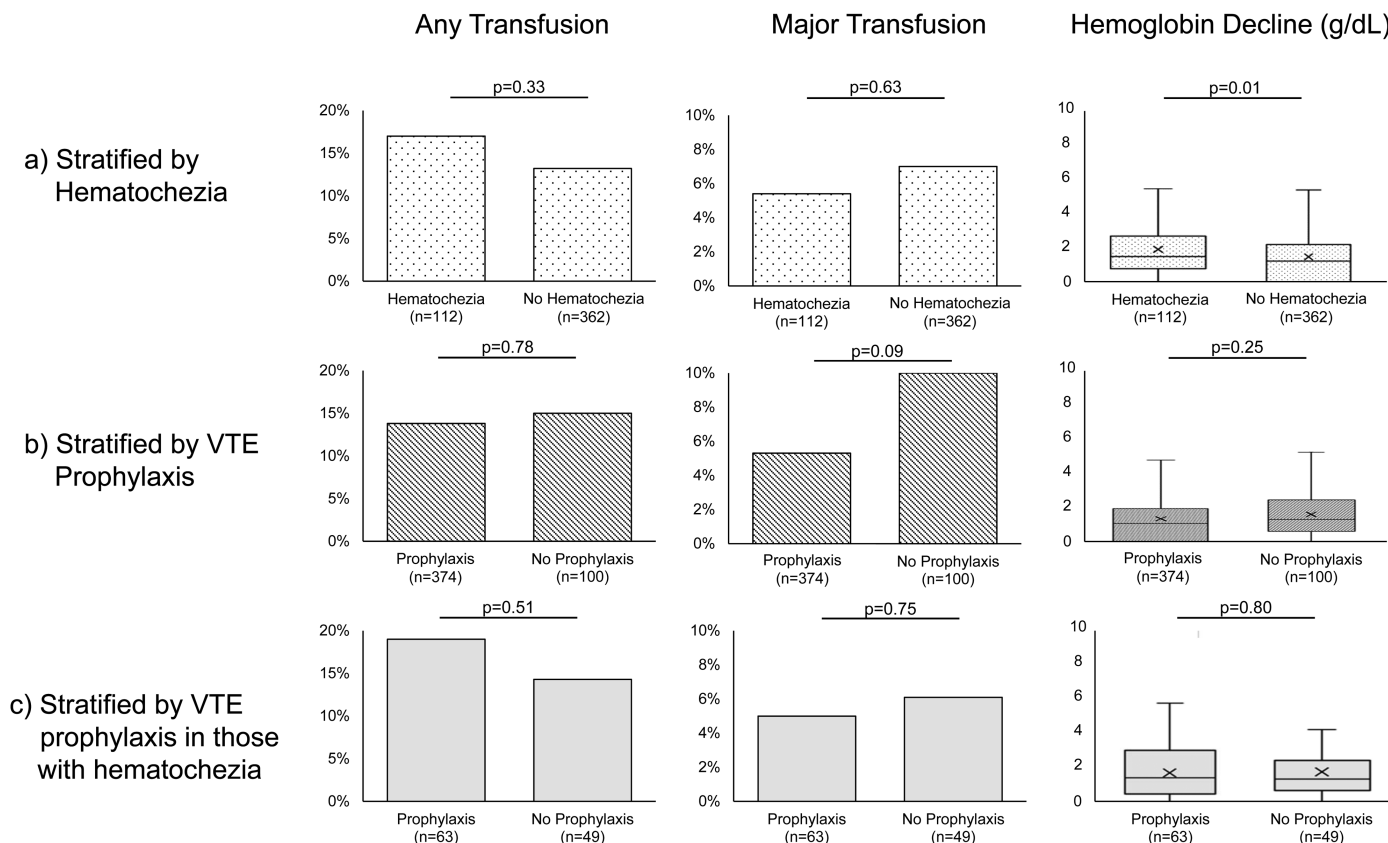 Any Transfusion
Major Transfusion
Hemoglobin Decline (g/dL)
a) Stratified by
Hematochezia
p=0.33
20%
15%
10%
5%
0%
Hematochezia
(n=112)
No Hematochezia
(n=362)
p=0.63
10%
8%
6%
4%
2%
0%
Hematochezia
(n=112)
No Hematochezia
(n=362)
p=0.01
10
8
6
4
2
0
Hematochezia
(n=112)
No Hematochezia
(n=362)
b) Stratified by VTE
Prophylaxis
p=0.78
20%
15%
10%
5%
0%
Prophylaxis
(n=374)
No Prophylaxis
(n=100)
p=0.09
10%
8%
6%
4%
2%
0%
Prophylaxis
(n=374)
No Prophylaxis
(n=100)
p=0.25
10
8
6
4
2
0
Prophylaxis
(n=374)
No Prophylaxis
(n=100)
c) Stratified by VTE
prophylaxis in those
with hematochezia
p=0.51
20%
15%
10%
5%
0%
Prophylaxis
(n=63)
No Prophylaxis
(n=49)
p=0.75
10%
8%
6%
4%
2%
0%
Prophylaxis
(n=63)
No Prophylaxis
(n=49)
p=0.80
10
8
6
4
2
0
Prophylaxis
(n=63)
No Prophylaxis
(n=49)